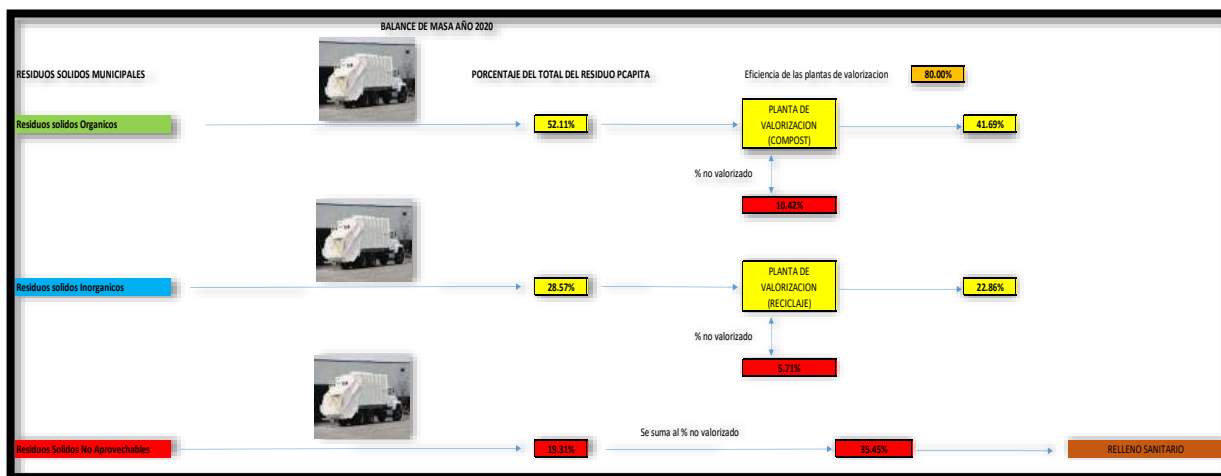 BALANCE DE MASA AÑO 2020
RESIDUOS SOLIDOS MUNICIPALES
PORCENTAJE DEL TOTAL DEL RESIDUO PCAPITA
Eficiencia de las plantas de valorizacion
80.00%
Residuos solidos Organicos
52.11%
PLANTA DE
VALORIZACION
(COMPOST)
41.69%
% no valorizado
10.42%
Residuos solidos Inorganicos
28.57%
PLANTA DE
VALORIZACION
(RECICLAJE)
22.86%
% no valorizado
5.71%
Residuos Solidos No Aprovechables
19.31%
Se suma al % no valorizado
35.45%
RELLENO SANITARIO